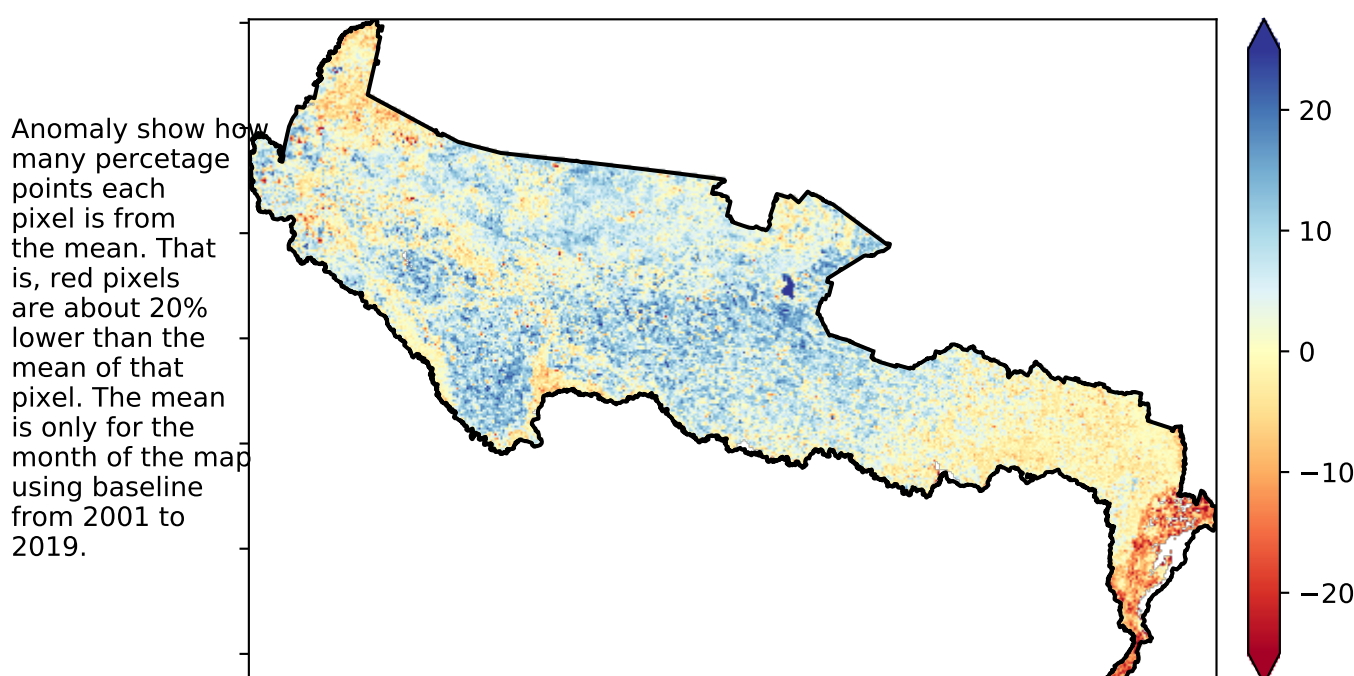 Anomaly show how
many percetage
points each
pixel is from
the mean. That
is, red pixels
are about 20%
lower than the
mean of that
pixel. The mean
is only for the
month of the map
using baseline
from 2001 to
2019.
20
10
0
−10
−20